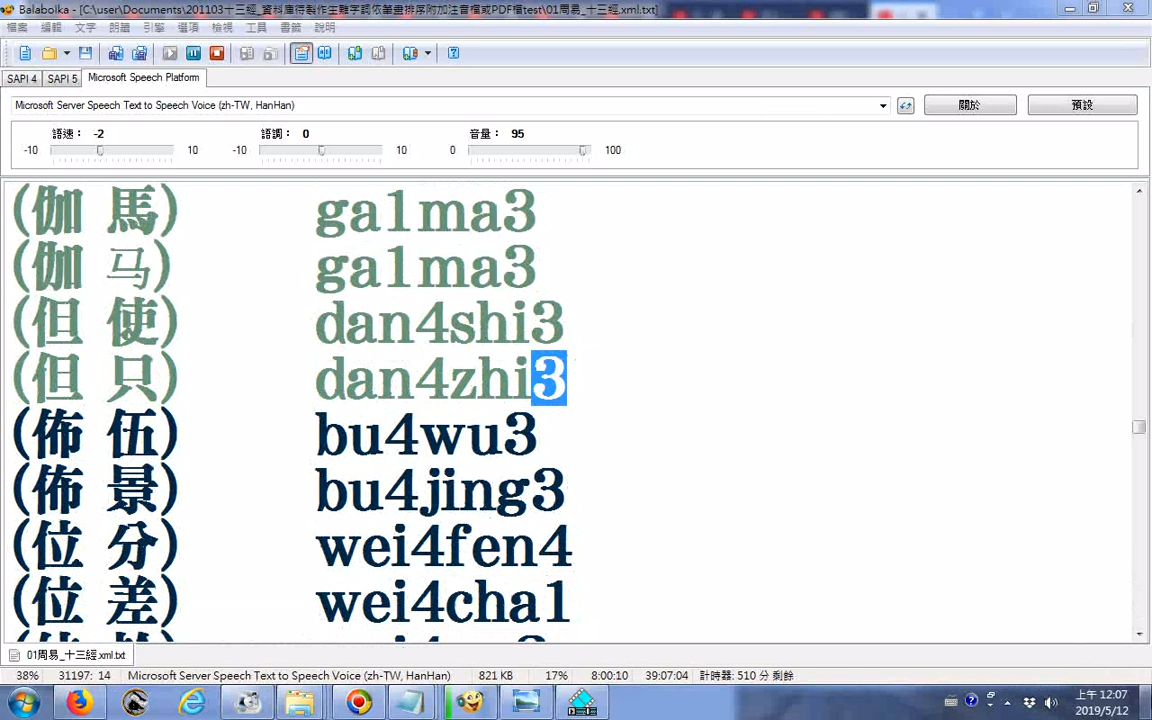 Balabolka - [C:\user\Documents\201103十三經_資料庫待製作生難字詞依筆畫排序附加注音檔或PDF檔test\01周易_十三經.xml.txt]
檔案 編輯 文字 朗讀 引擎 選項 檢視 工具 書籤 說明
SAPI 4 SAPI 5 Microsoft Speech Platform
Microsoft Server Speech Text to Speech Voice (zh-TW, HanHan) 關於 預設
語速: -2 語調: 0 音量: 95
-10 10 -10 10 0 100
(伽 馬) ga1ma3
(伽 马) ga1ma3
(但 使) dan4shi3
(但 只) dan4zhi3
(佈 伍) bu4wu3
(佈 景) bu4jing3
(位 分) wei4fen4
(位 差) wei4cha1
01周易_十三經.xml.txt
38% 31197: 14 Microsoft Server Speech Text to Speech Voice (zh-TW, HanHan) 821 KB 17% 8:00:10 39:07:04 計時器: 510 分 剩餘
上午 12:07
2019/5/12